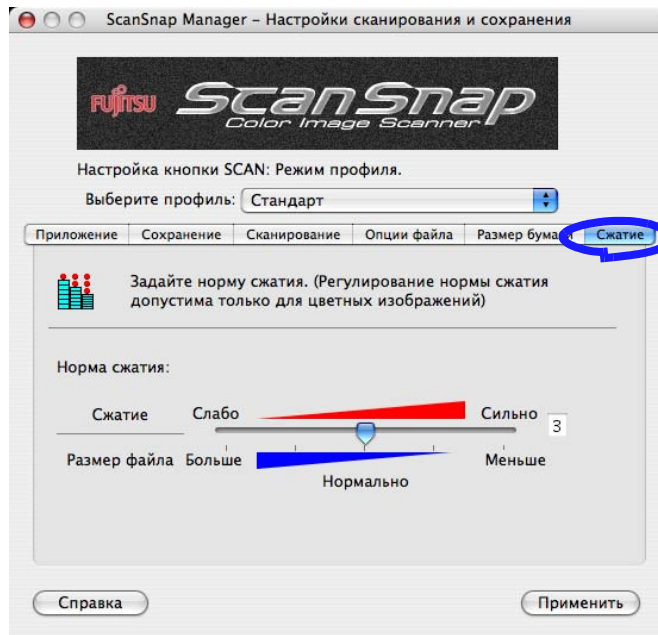 ScanSnap Manager – Настройки сканирования и сохранения
FUJITSU ScanSnap
Color Image Scanner
Настройка кнопки SCAN: Режим профиля.
Выберите профиль: Стандарт
Приложение Сохранение Сканирование Опции файла Размер бумаги Сжатие
Задайте норму сжатия. (Регулирование нормы сжатия
допустима только для цветных изображений)
Норма сжатия:
Сжатие Слабо Сильно 3
Размер файла Больше Меньше
Нормально
Справка Применить